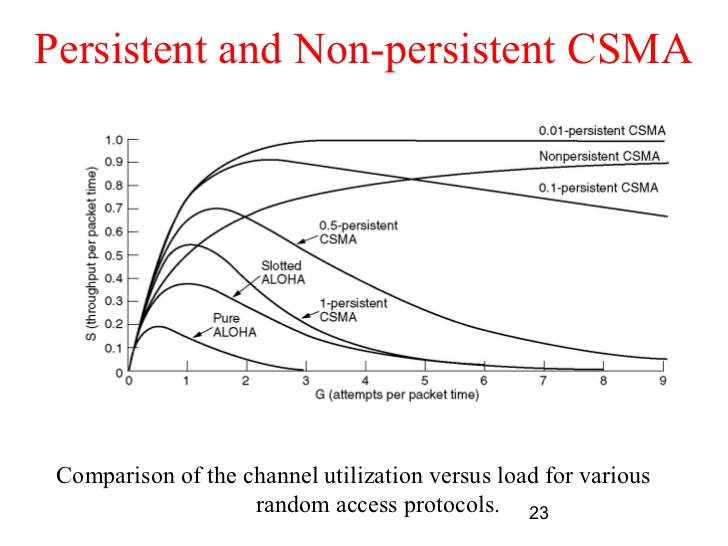 Persistent and Non-persistent CSMA
0.01-persistent CSMA
Nonpersistent CSMA
0.1-persistent CSMA
0.5-persistent
CSMA
Slotted
ALOHA
1-persistent
CSMA
Pure
ALOHA
S (throughput per packet time)
1.0
0.9
0.8
0.7
0.6
0.5
0.4
0.3
0.2
0.1
0
0 1 2 3 4 5 6 7 8 9
G (attempts per packet time)
Comparison of the channel utilization versus load for various
random access protocols.
23